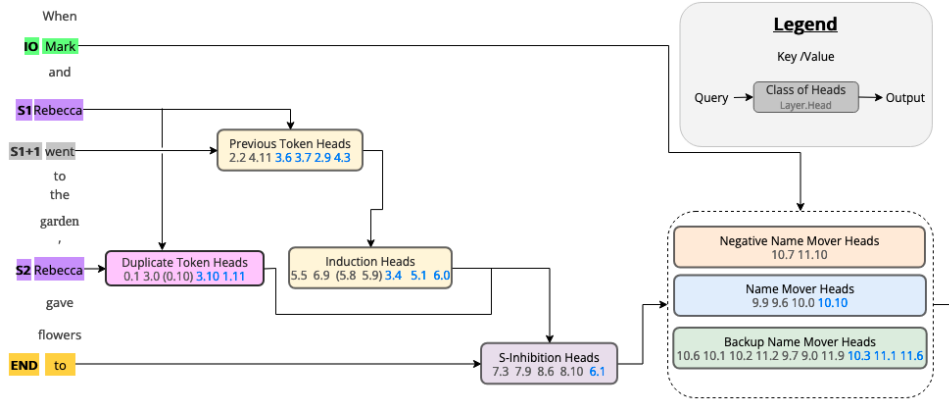 When
IO Mark
and
S1 Rebecca
S1+1 went
to
the
garden
,
S2 Rebecca
gave
flowers
END to
Previous Token Heads
2.2 4.11 3.6 3.7 2.9 4.3
Duplicate Token Heads
0.1 3.0 (0.10) 3.10 1.11
Induction Heads
5.5 6.9 (5.8 5.9) 3.4 5.1 6.0
S-Inhibition Heads
7.3 7.9 8.6 8.10 6.1
Legend
Key /Value
Query
Class of Heads
Layer.Head
Output
Negative Name Mover Heads
10.7 11.10
Name Mover Heads
9.9 9.6 10.0 10.10
Backup Name Mover Heads
10.6 10.1 10.2 11.2 9.7 9.0 11.9 10.3 11.1 11.6